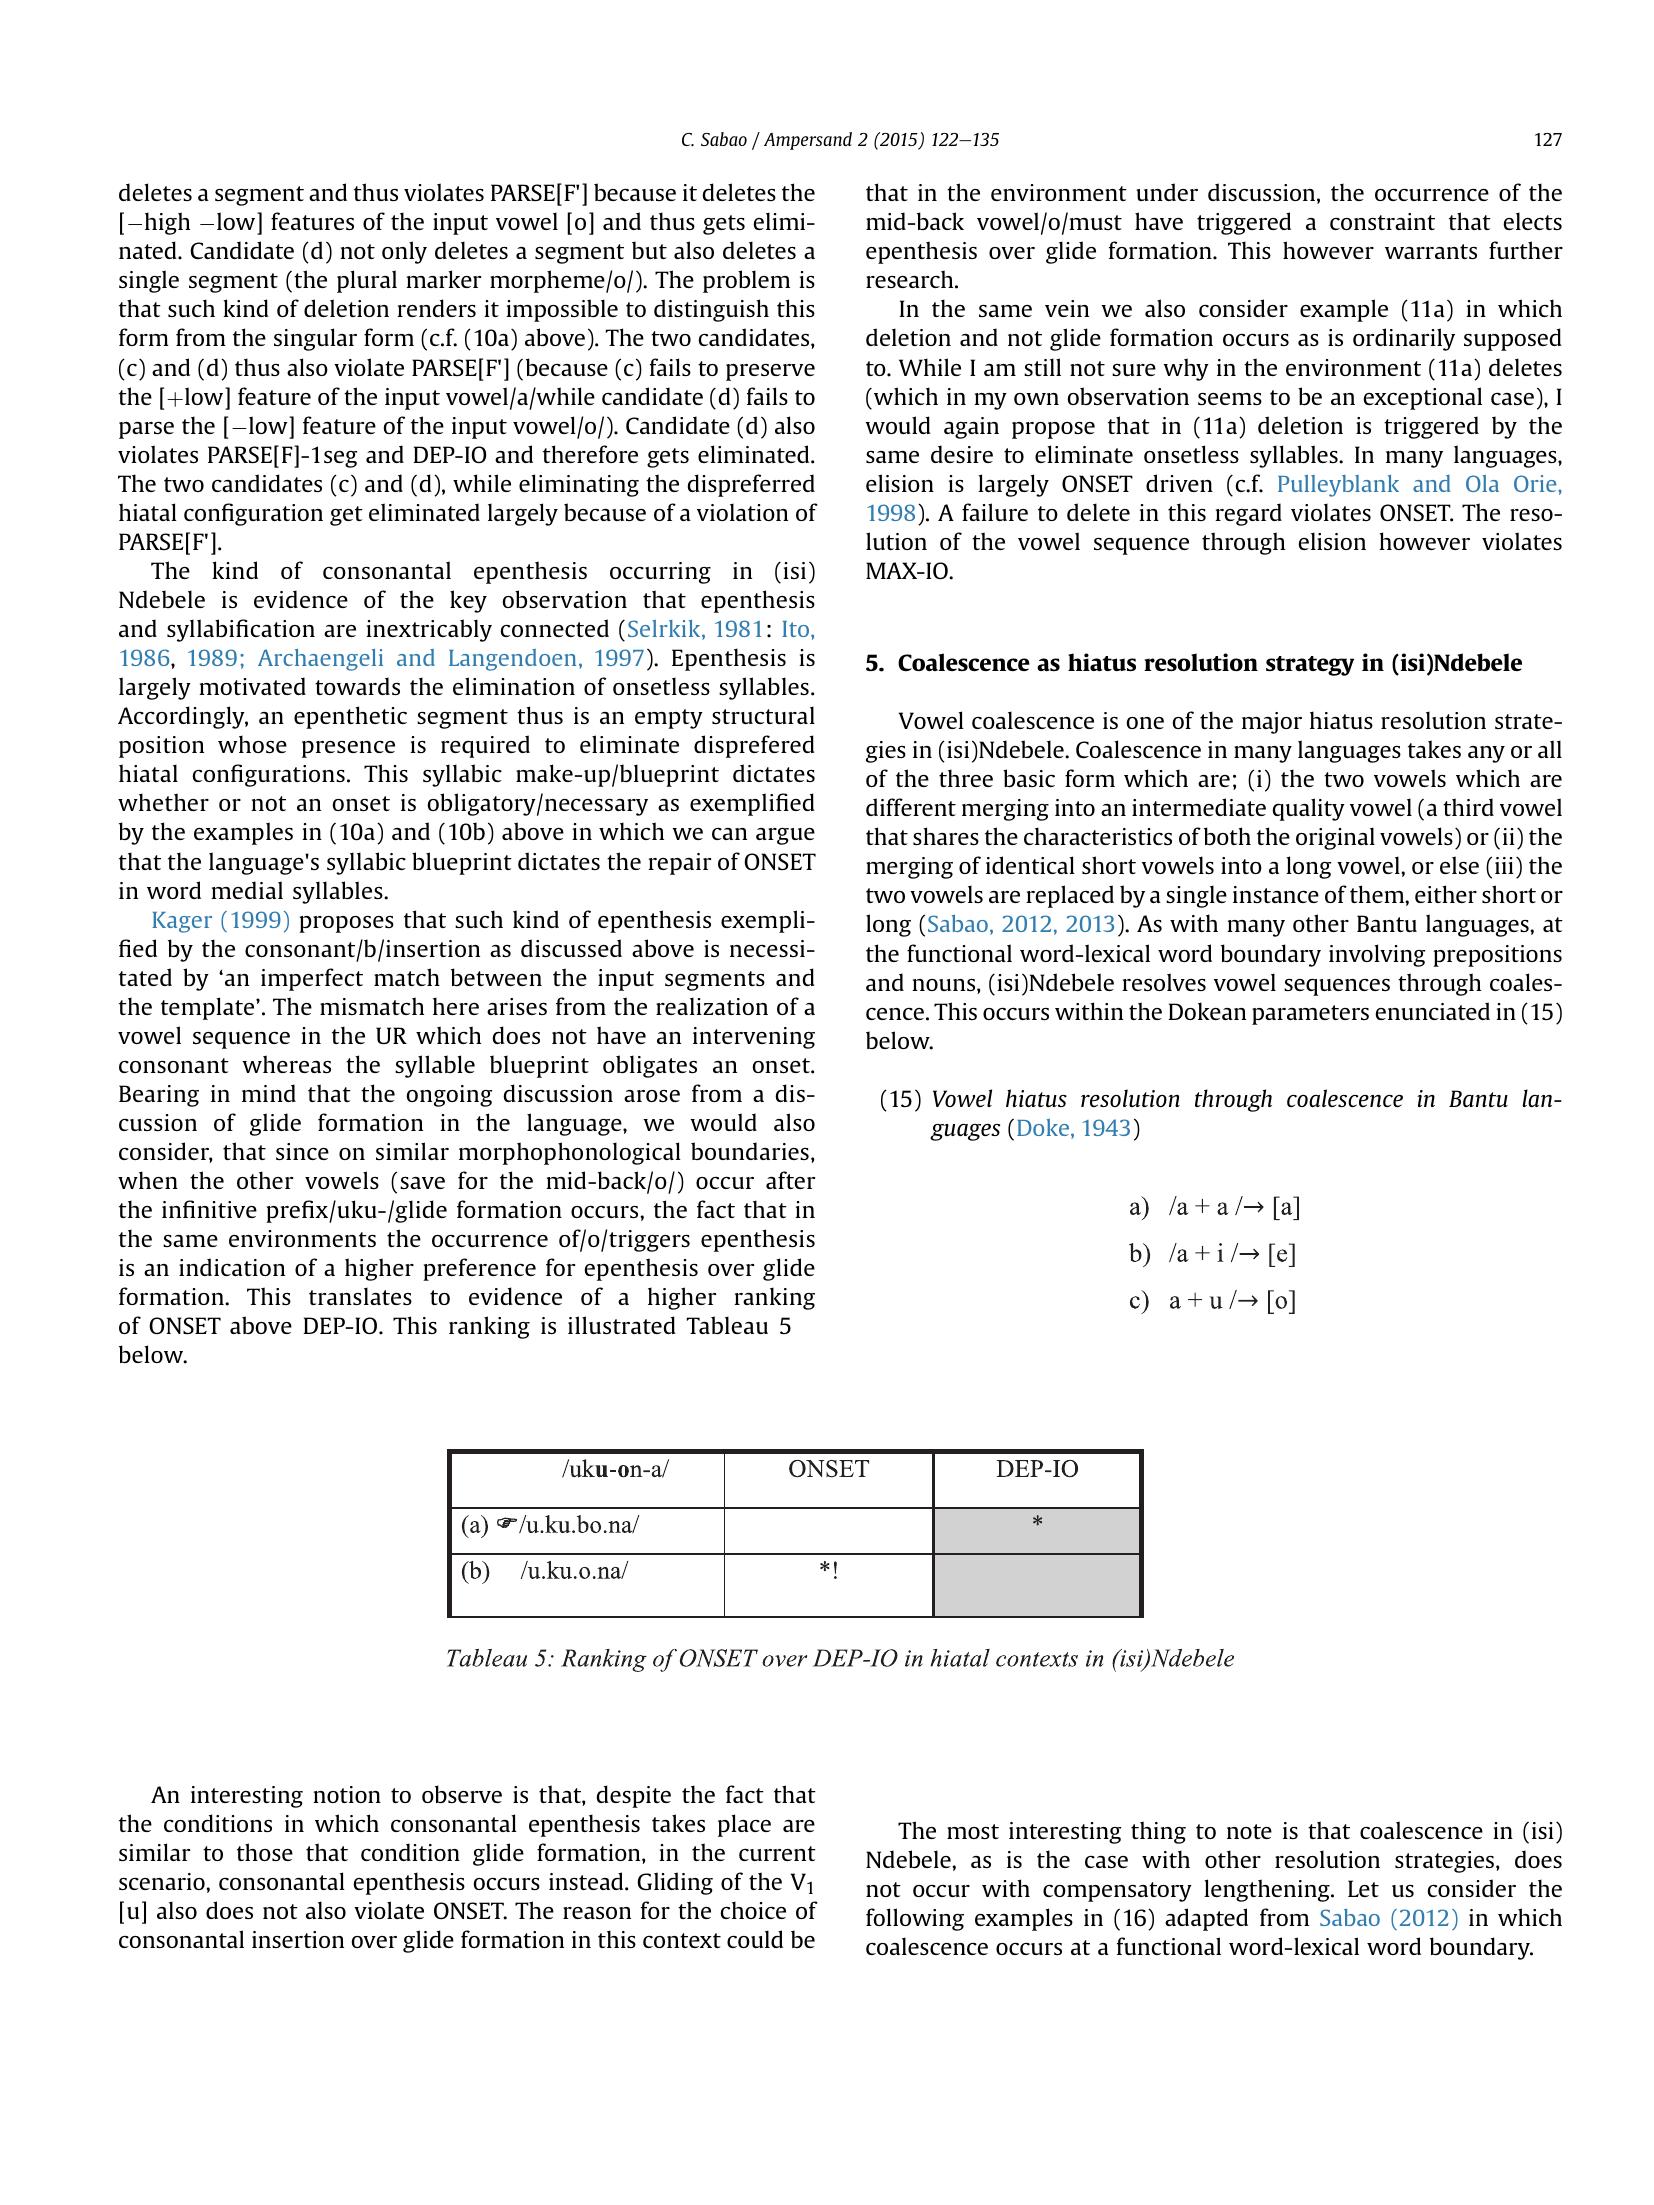 C. Sabao / Ampersand 2 (2015) 122–135
127
deletes a segment and thus violates PARSE[F'] because it deletes the
[−high −low] features of the input vowel [o] and thus gets elimi-
nated. Candidate (d) not only deletes a segment but also deletes a
single segment (the plural marker morpheme/o/). The problem is
that such kind of deletion renders it impossible to distinguish this
form from the singular form (c.f. (10a) above). The two candidates,
(c) and (d) thus also violate PARSE[F'] (because (c) fails to preserve
the [+low] feature of the input vowel/a/while candidate (d) fails to
parse the [−low] feature of the input vowel/o/). Candidate (d) also
violates PARSE[F]-1seg and DEP-IO and therefore gets eliminated.
The two candidates (c) and (d), while eliminating the dispreferred
hiatal configuration get eliminated largely because of a violation of
PARSE[F'].
The kind of consonantal epenthesis occurring in (isi)
Ndebele is evidence of the key observation that epenthesis
and syllabification are inextricably connected (Selrkik, 1981: Ito,
1986, 1989; Archaengeli and Langendoen, 1997). Epenthesis is
largely motivated towards the elimination of onsetless syllables.
Accordingly, an epenthetic segment thus is an empty structural
position whose presence is required to eliminate disprefered
hiatal configurations. This syllabic make-up/blueprint dictates
whether or not an onset is obligatory/necessary as exemplified
by the examples in (10a) and (10b) above in which we can argue
that the language's syllabic blueprint dictates the repair of ONSET
in word medial syllables.
Kager (1999) proposes that such kind of epenthesis exempli-
fied by the consonant/b/insertion as discussed above is necessi-
tated by ‘an imperfect match between the input segments and
the template’. The mismatch here arises from the realization of a
vowel sequence in the UR which does not have an intervening
consonant whereas the syllable blueprint obligates an onset.
Bearing in mind that the ongoing discussion arose from a dis-
cussion of glide formation in the language, we would also
consider, that since on similar morphophonological boundaries,
when the other vowels (save for the mid-back/o/) occur after
the infinitive prefix/uku-/glide formation occurs, the fact that in
the same environments the occurrence of/o/triggers epenthesis
is an indication of a higher preference for epenthesis over glide
formation. This translates to evidence of a higher ranking
of ONSET above DEP-IO. This ranking is illustrated Tableau 5
below.
that in the environment under discussion, the occurrence of the
mid-back vowel/o/must have triggered a constraint that elects
epenthesis over glide formation. This however warrants further
research.
In the same vein we also consider example (11a) in which
deletion and not glide formation occurs as is ordinarily supposed
to. While I am still not sure why in the environment (11a) deletes
(which in my own observation seems to be an exceptional case), I
would again propose that in (11a) deletion is triggered by the
same desire to eliminate onsetless syllables. In many languages,
elision is largely ONSET driven (c.f. Pulleyblank and Ola Orie,
1998). A failure to delete in this regard violates ONSET. The reso-
lution of the vowel sequence through elision however violates
MAX-IO.
5. Coalescence as hiatus resolution strategy in (isi)Ndebele
Vowel coalescence is one of the major hiatus resolution strate-
gies in (isi)Ndebele. Coalescence in many languages takes any or all
of the three basic form which are; (i) the two vowels which are
different merging into an intermediate quality vowel (a third vowel
that shares the characteristics of both the original vowels) or (ii) the
merging of identical short vowels into a long vowel, or else (iii) the
two vowels are replaced by a single instance of them, either short or
long (Sabao, 2012, 2013). As with many other Bantu languages, at
the functional word-lexical word boundary involving prepositions
and nouns, (isi)Ndebele resolves vowel sequences through coales-
cence. This occurs within the Dokean parameters enunciated in (15)
below.
(15) Vowel hiatus resolution through coalescence in Bantu lan-
guages (Doke, 1943)
a) /a + a /→ [a]
b) /a + i /→ [e]
c) a + u /→ [o]
/uku-on-a/ ONSET DEP-IO
(a) ☞/u.ku.bo.na/ *
(b) /u.ku.o.na/ *!
Tableau 5: Ranking of ONSET over DEP-IO in hiatal contexts in (isi)Ndebele
An interesting notion to observe is that, despite the fact that
the conditions in which consonantal epenthesis takes place are
similar to those that condition glide formation, in the current
scenario, consonantal epenthesis occurs instead. Gliding of the V1
[u] also does not also violate ONSET. The reason for the choice of
consonantal insertion over glide formation in this context could be
The most interesting thing to note is that coalescence in (isi)
Ndebele, as is the case with other resolution strategies, does
not occur with compensatory lengthening. Let us consider the
following examples in (16) adapted from Sabao (2012) in which
coalescence occurs at a functional word-lexical word boundary.